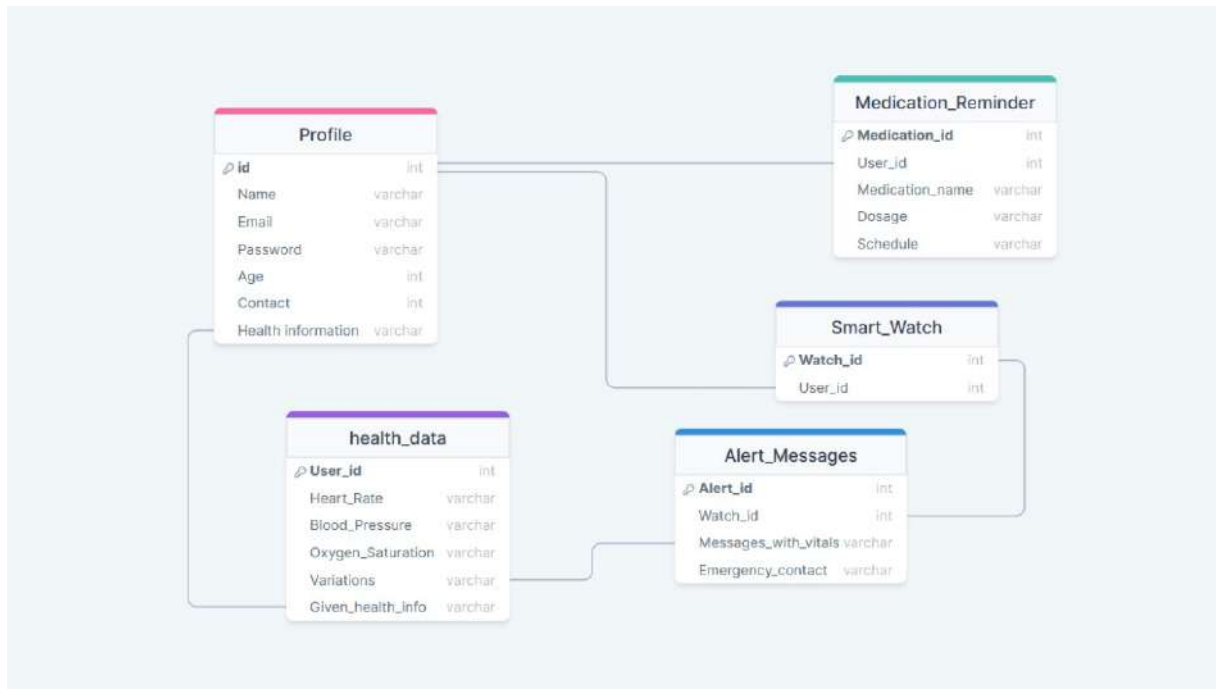 Profile
id int
Name varchar
Email varchar
Password varchar
Age int
Contact int
Health information varchar
Medication_Reminder
Medication_id int
User_id int
Medication_name varchar
Dosage varchar
Schedule varchar
Smart_Watch
Watch_id int
User_id int
health_data
User_id int
Heart_Rate varchar
Blood_Pressure varchar
Oxygen_Saturation varchar
Variations varchar
Given_health_info varchar
Alert_Messages
Alert_id int
Watch_id int
Messages_with_vitals varchar
Emergency_contact varchar